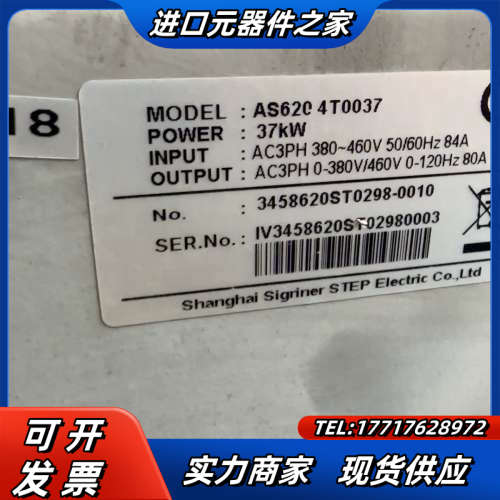 进口元器件之家
18
MODEL : AS620 4T0037
POWER : 37kW
INPUT : AC3PH 380~460V 50/60Hz 84A
OUTPUT : AC3PH 0-380V/460V 0-120Hz 80A
No. : 3458620ST0298-0010
SER.No. : IV3458620ST02980003
Shanghai Sigriner STEP Electric Co.,Ltd
TEL:17717628972
可开
发票
实力商家 现货供应